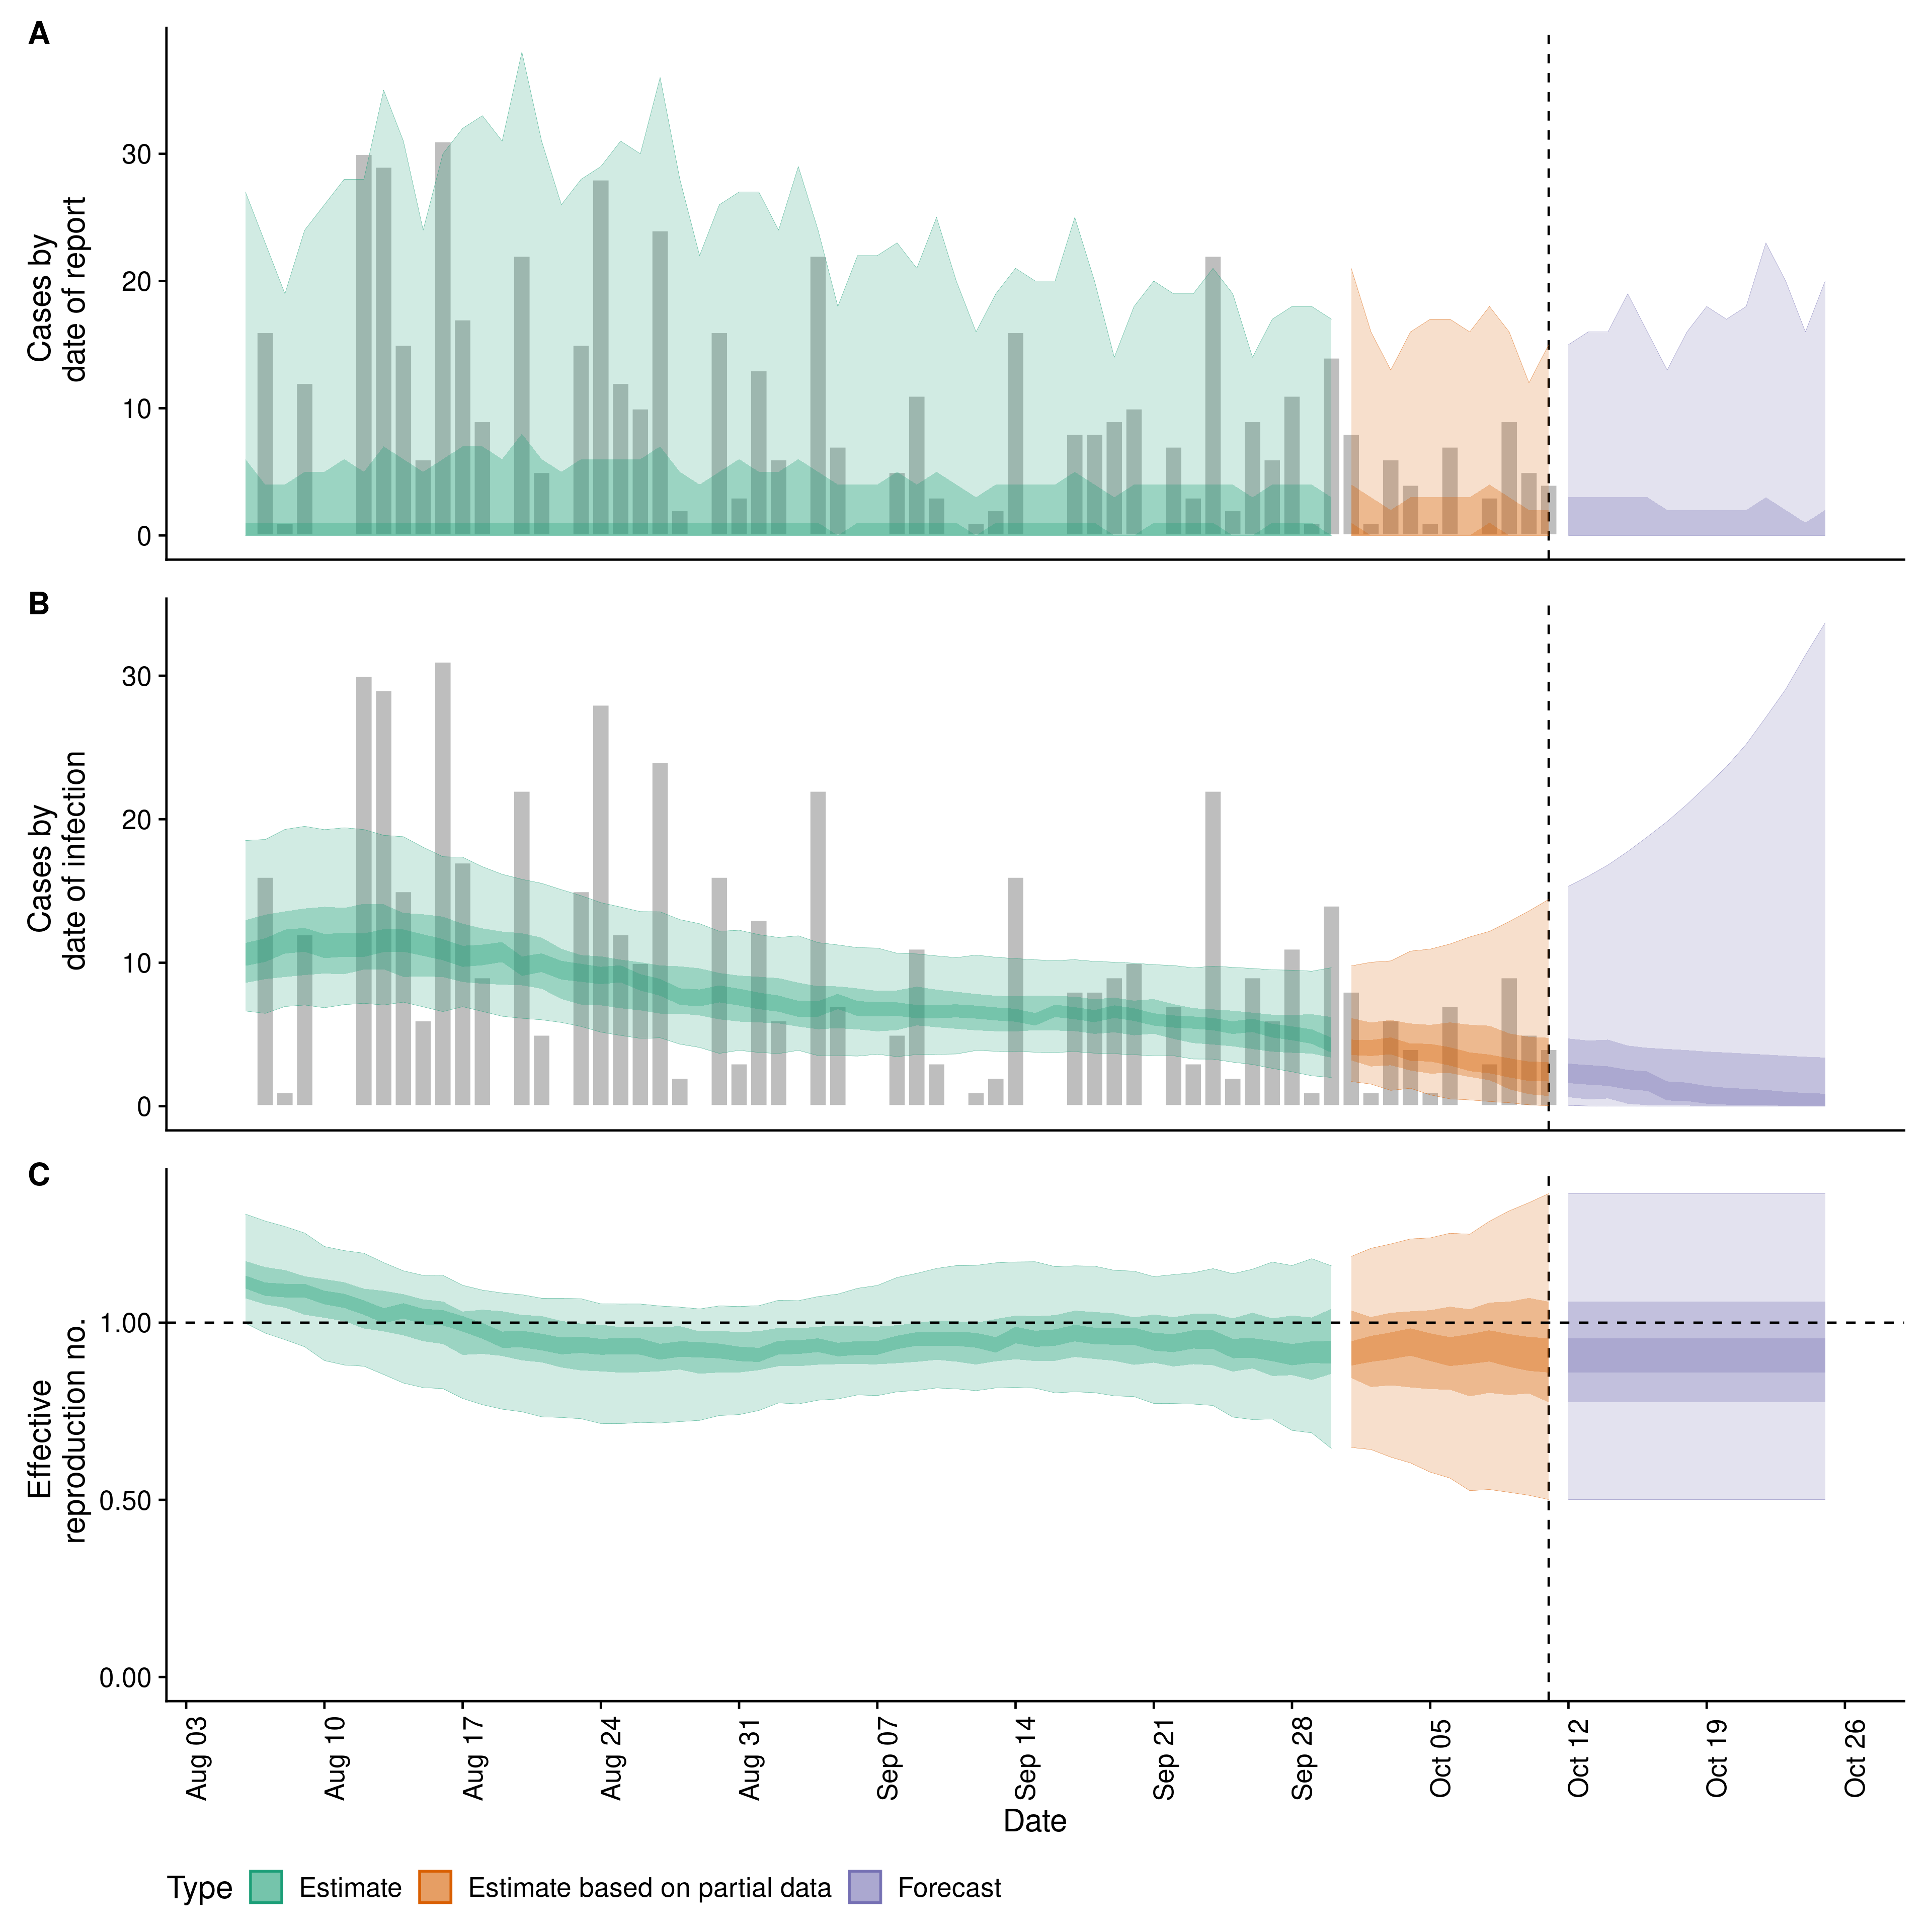 A
Cases by
date of report
30
20
10
0
B
Cases by
date of infection
30
20
10
0
C
Effective
reproduction no.
1.00
0.50
0.00
Aug 03
Aug 10
Aug 17
Aug 24
Aug 31
Sep 07
Sep 14
Sep 21
Sep 28
Oct 05
Oct 12
Oct 19
Oct 26
Date
Type Estimate Estimate based on partial data Forecast